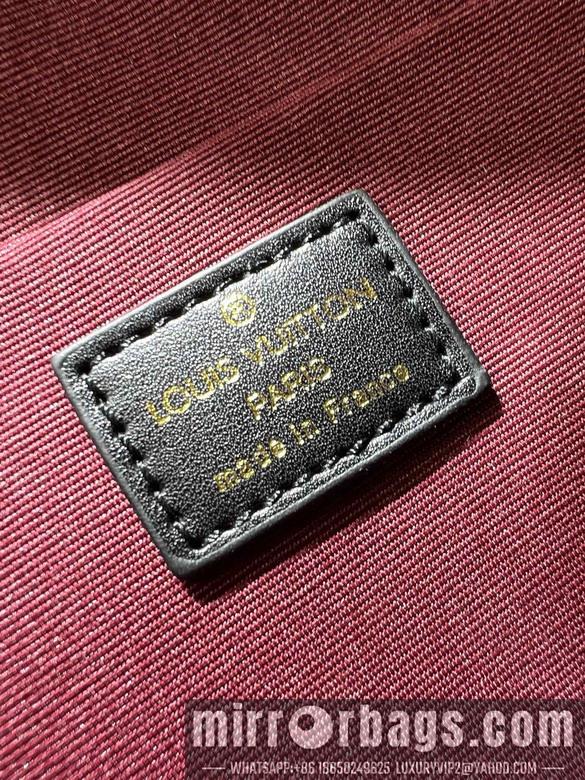 LOUIS VUITTON
PARIS
made in France
mirrorbags.com
WHATSAPP:+86 18650249625 LUXURYVIP2@YAHOO.COM